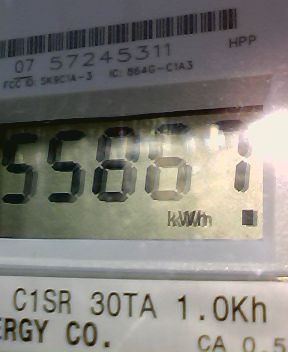 07 57245311
HPP
FCC ID: SK9C1A-3 IC: 864G-C1A3
kWh
C1SR 30TA 1.0Kh
ERGY CO.
CA 0.5